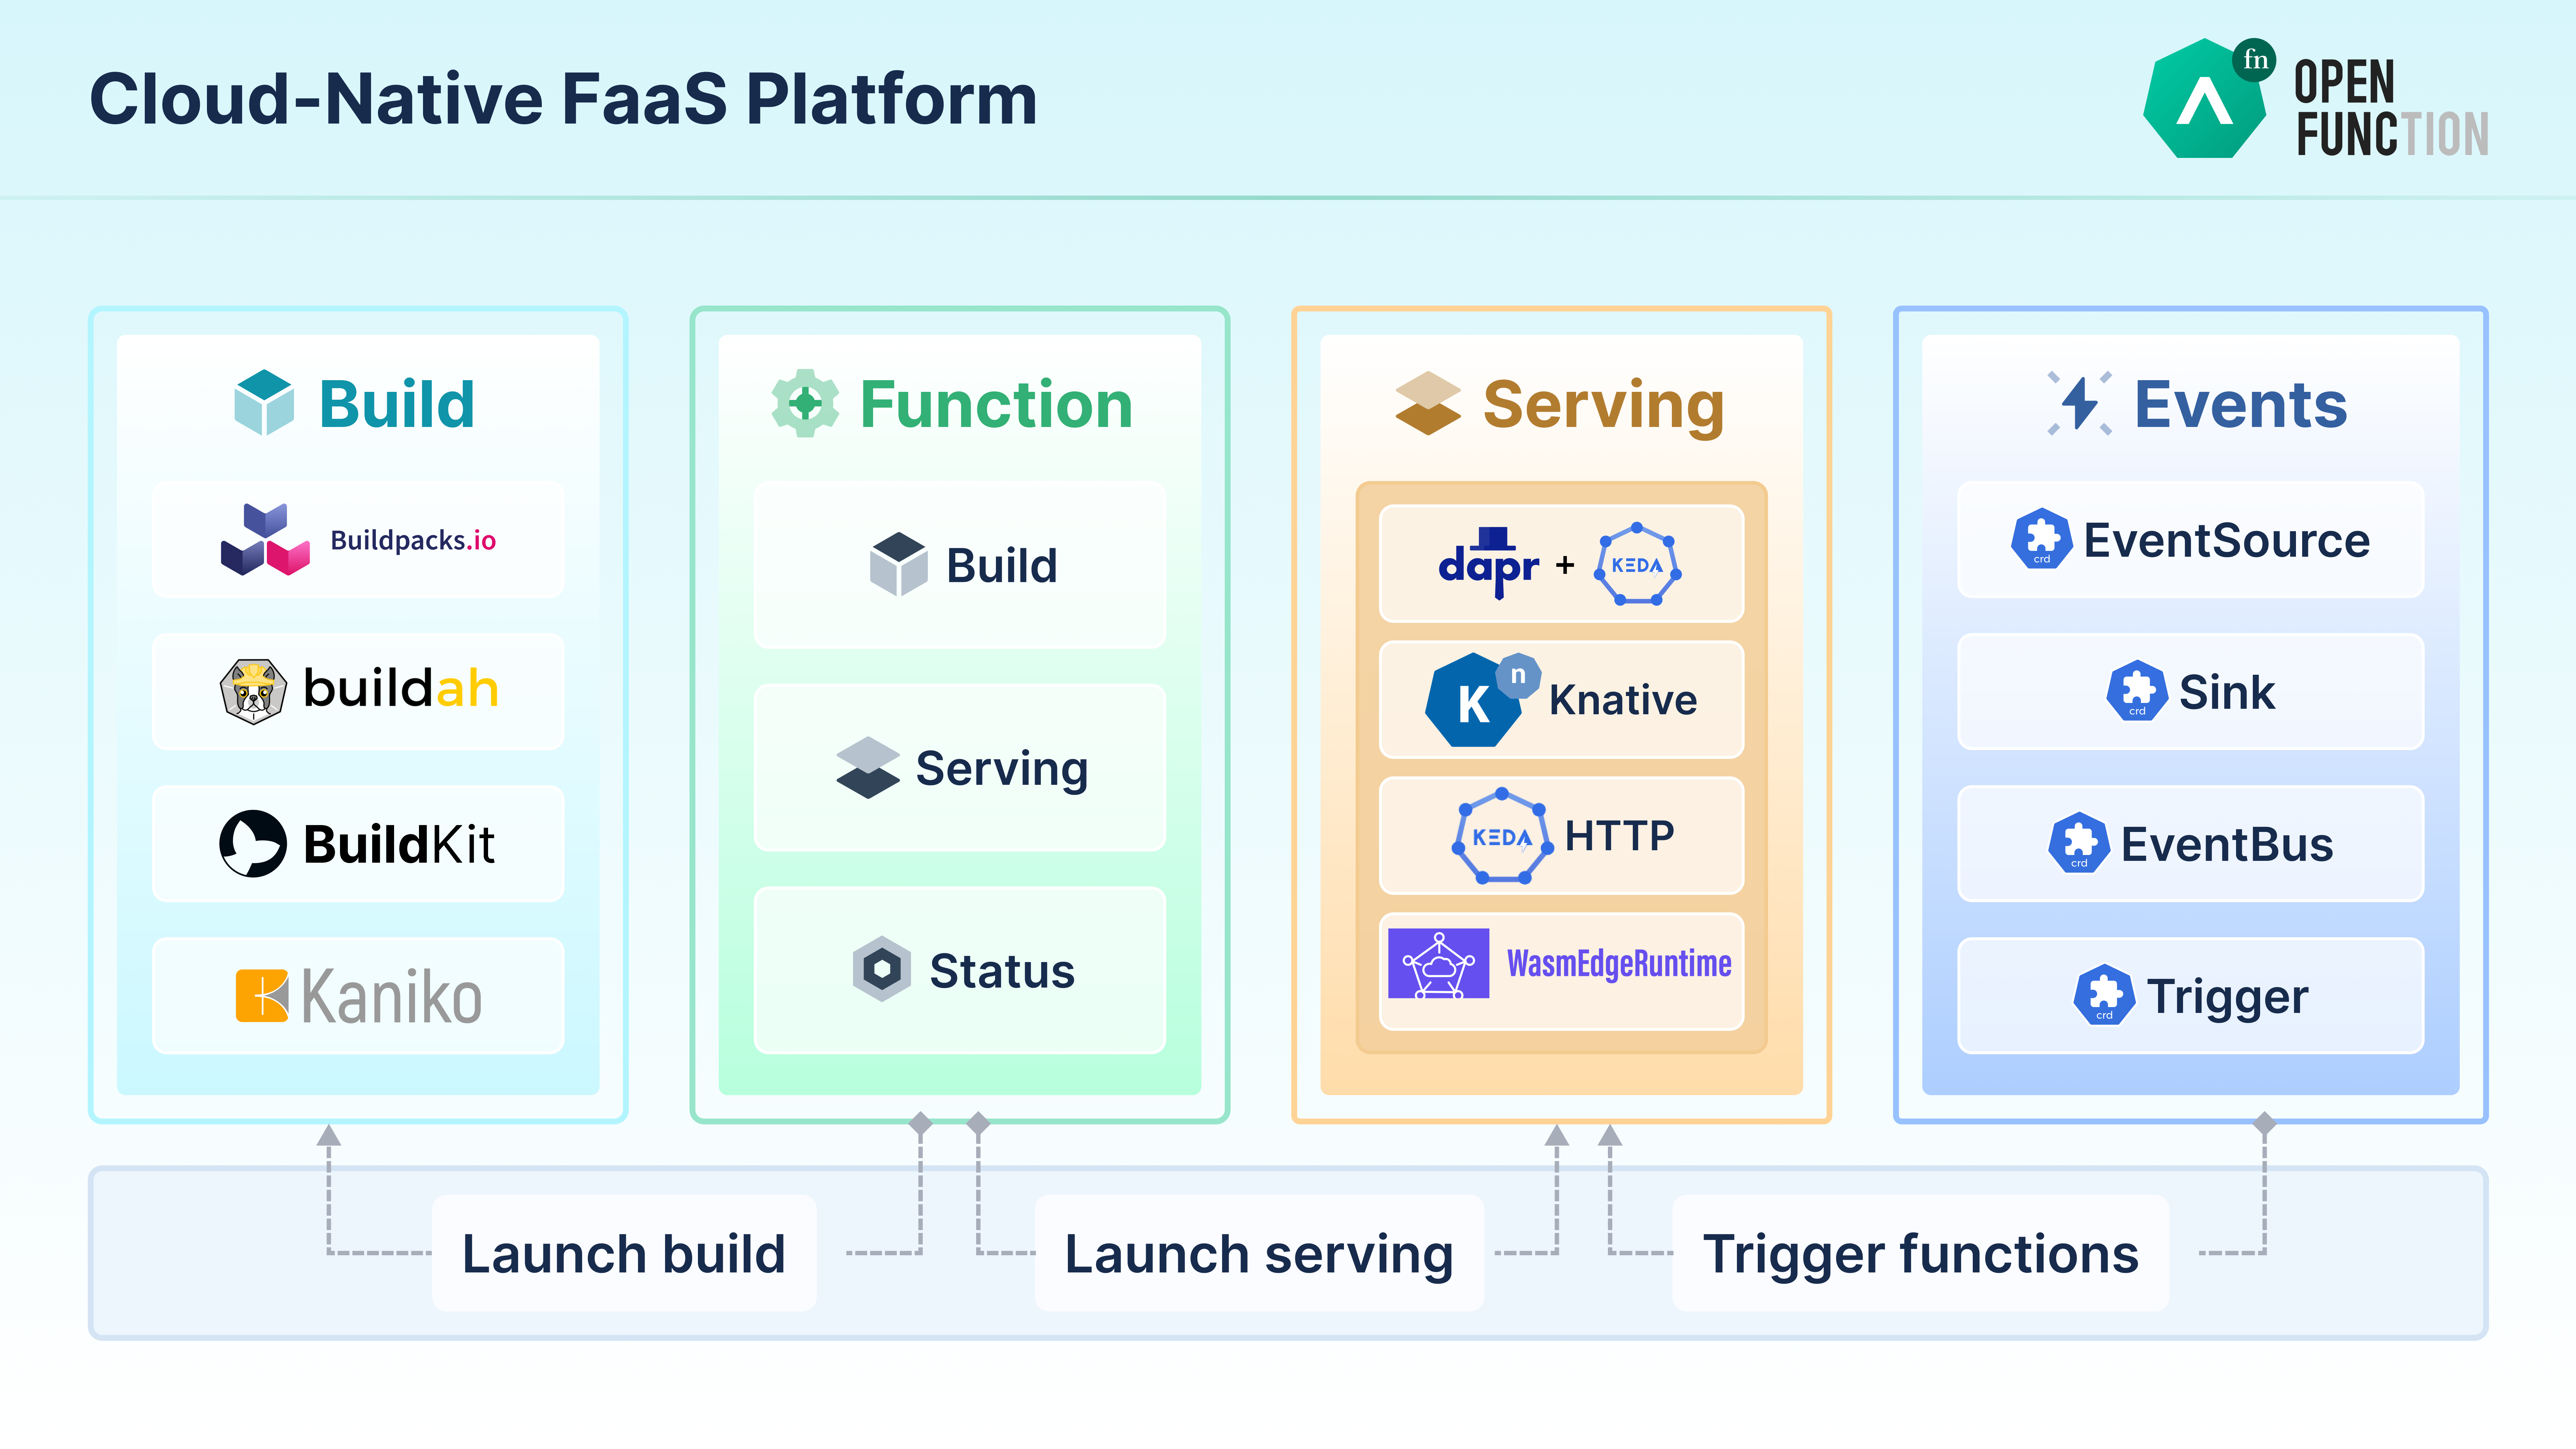 Cloud-Native FaaS Platform
fn
OPEN
FUNCTION
Build
Buildpacks.io
buildah
BuildKit
Kaniko
Function
Build
Serving
Status
Serving
dapr + KEDA
K n Knative
KEDA HTTP
WasmEdgeRuntime
Events
crd EventSource
crd Sink
crd EventBus
crd Trigger
Launch build
Launch serving
Trigger functions